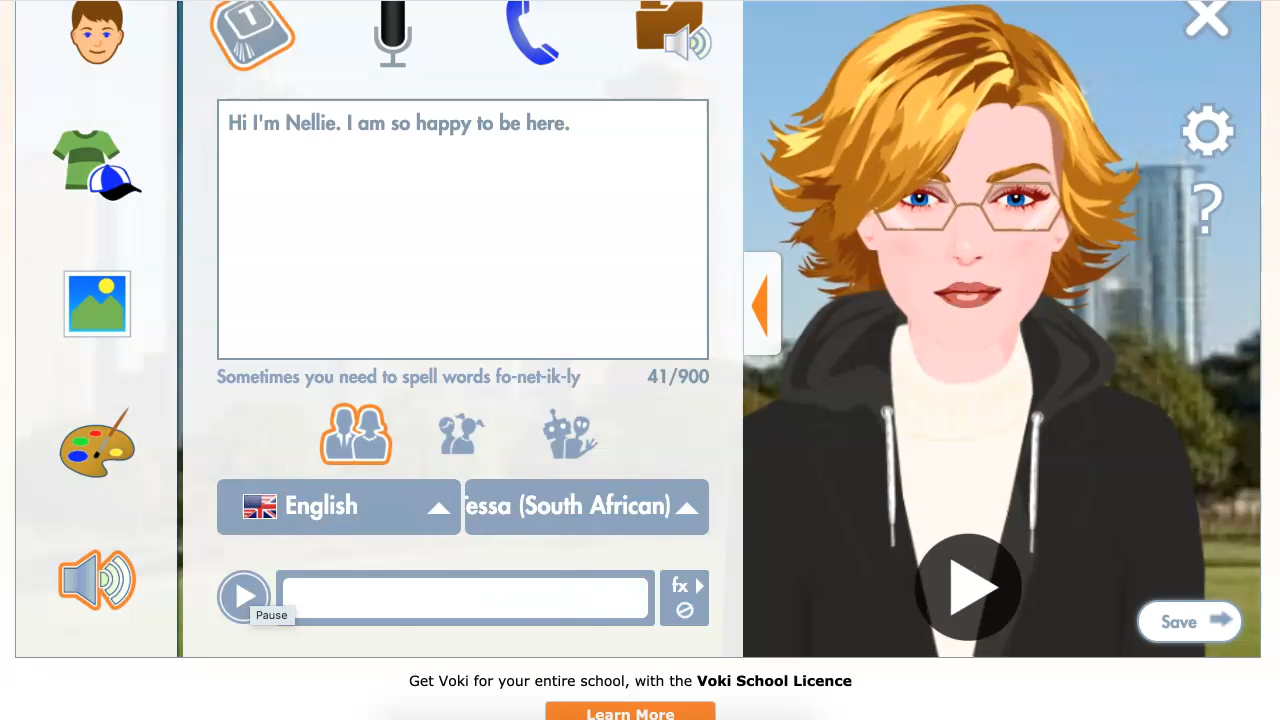 T
Hi I'm Nellie. I am so happy to be here.
?
Sometimes you need to spell words fo-net-ik-ly 41/900
English essa (South African)
fx
Pause
Save
Get Voki for your entire school, with the Voki School Licence
Learn More